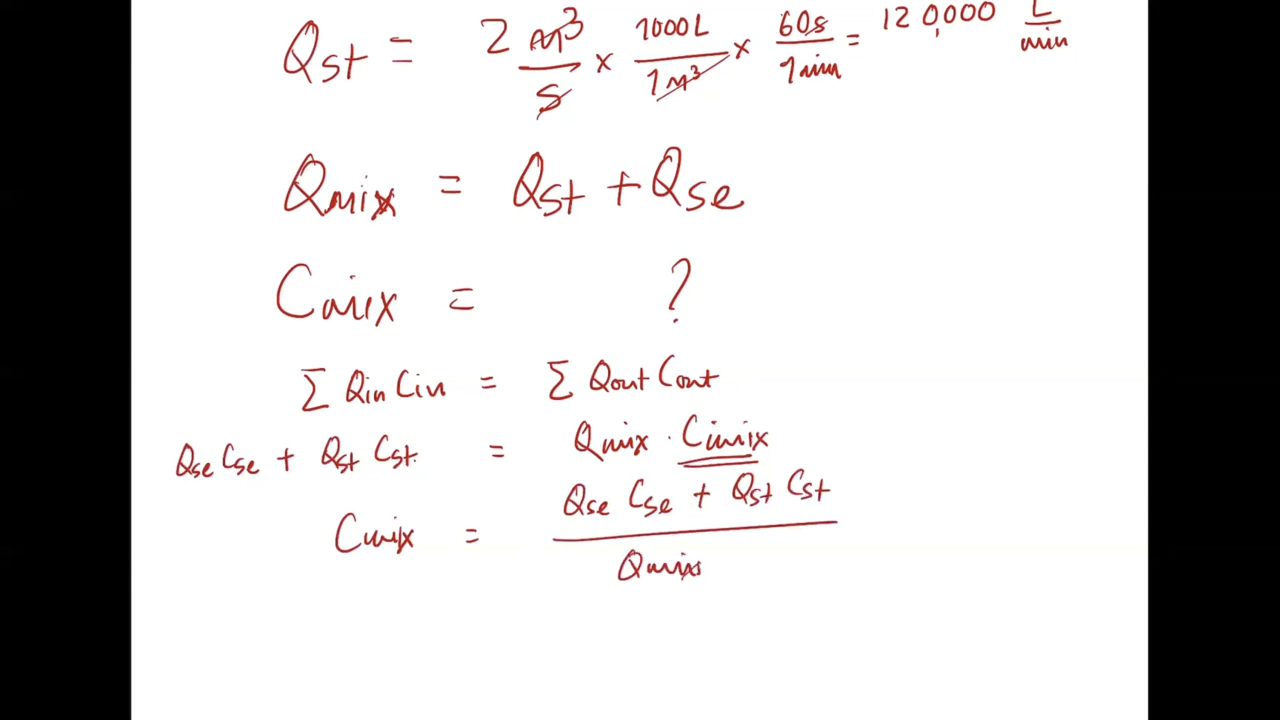 Qst = 2 m³/s × 1000L/1m³ × 60s/1min = 120,000 L/min
Qmix = Qst + Qse
Cmix = ?
Σ Qin Cin = Σ Qout Cout
Qse Cse + Qst Cst = Qmix · Cmix
Cmix = Qse Cse + Qst Cst / Qmix